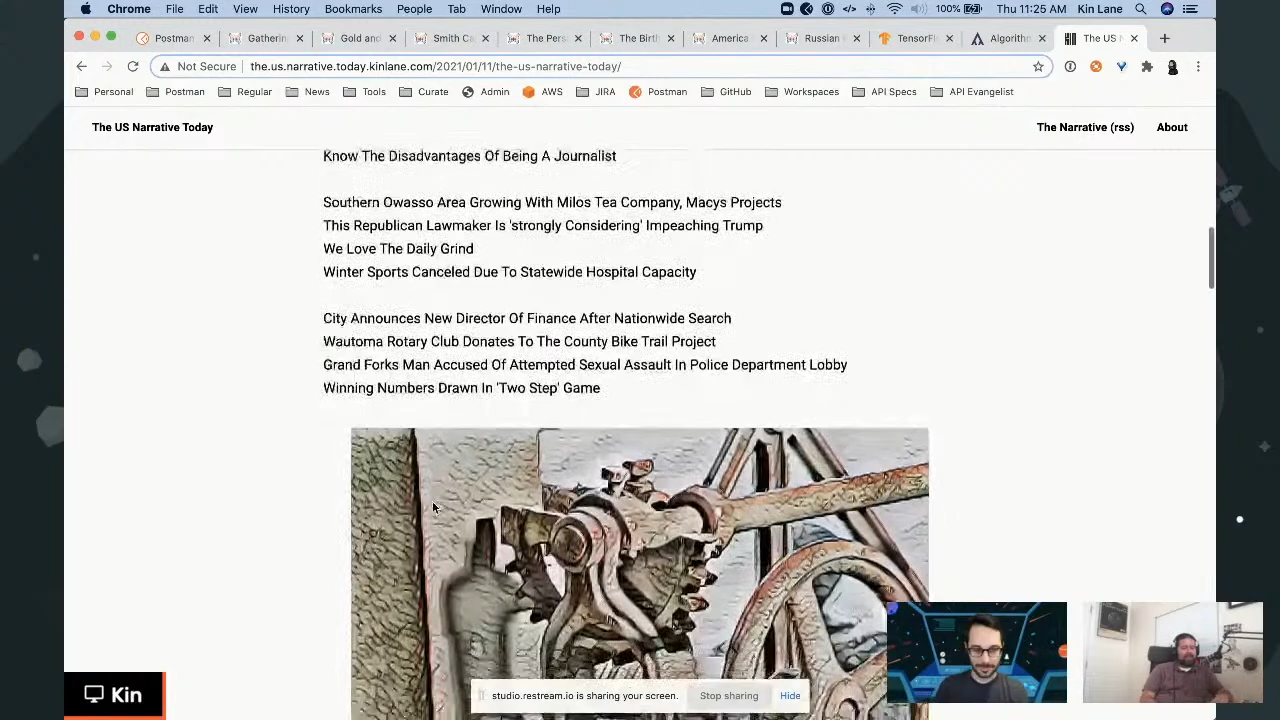 Chrome File Edit View History Bookmarks People Tab Window Help 100% Thu 11:25 AM Kin Lane
Postman Gatherin Gold and Smith Ca The Pers The Birth America Russian TensorFl Algorithm The US N
Not Secure the.us.narrative.today.kinlane.com/2021/01/11/the-us-narrative-today/
Personal Postman Regular News Tools Curate Admin AWS JIRA Postman GitHub Workspaces API Specs API Evangelist
The US Narrative Today The Narrative (rss) About
Know The Disadvantages Of Being A Journalist
Southern Owasso Area Growing With Milos Tea Company, Macys Projects
This Republican Lawmaker Is 'strongly Considering' Impeaching Trump
We Love The Daily Grind
Winter Sports Canceled Due To Statewide Hospital Capacity
City Announces New Director Of Finance After Nationwide Search
Wautoma Rotary Club Donates To The County Bike Trail Project
Grand Forks Man Accused Of Attempted Sexual Assault In Police Department Lobby
Winning Numbers Drawn In 'Two Step' Game
studio.restream.io is sharing your screen. Stop sharing Hide
Kin